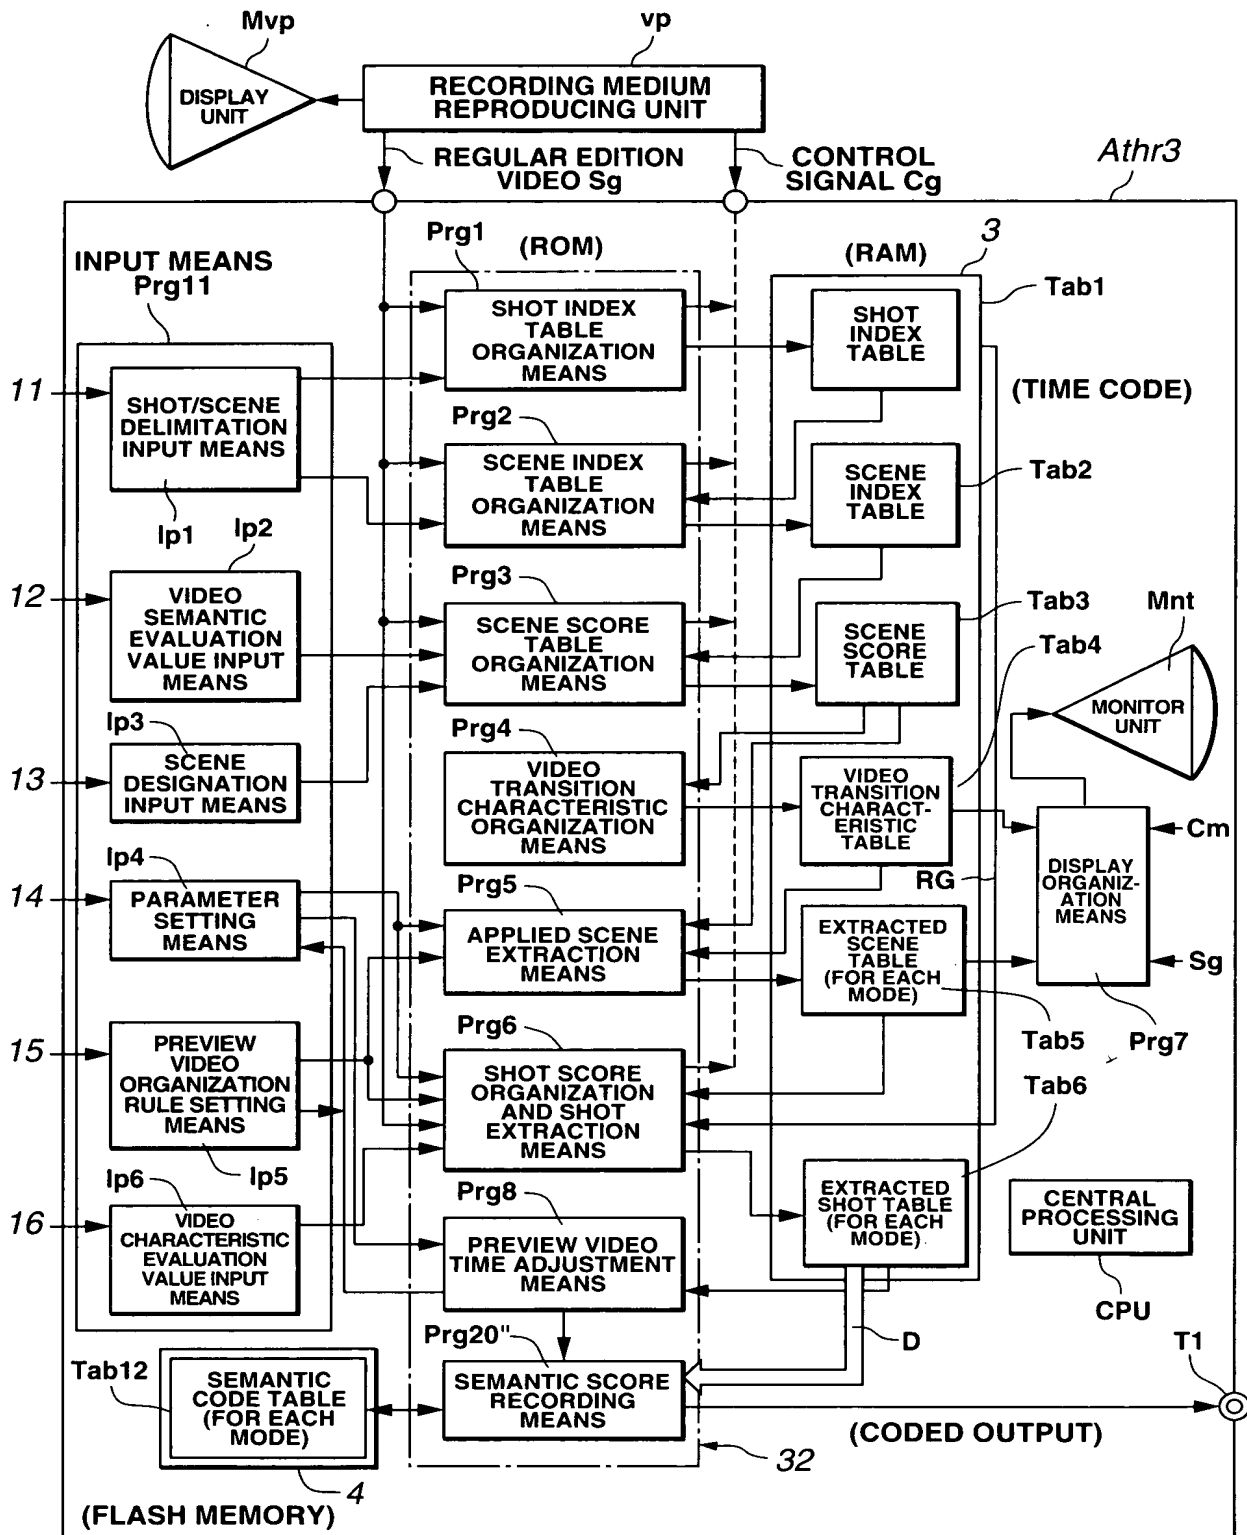 Mvp
vp
DISPLAY
UNIT
RECORDING MEDIUM
REPRODUCING UNIT
REGULAR EDITION
VIDEO Sg
CONTROL
SIGNAL Cg
Athr3
INPUT MEANS
Prg11
Prg1
(ROM)
(RAM)
3
Tab1
11
SHOT/SCENE
DELIMITATION
INPUT MEANS
Ip1
SHOT INDEX
TABLE
ORGANIZATION
MEANS
SHOT
INDEX
TABLE
(TIME CODE)
Prg2
SCENE INDEX
TABLE
ORGANIZATION
MEANS
SCENE
INDEX
TABLE
Tab2
Ip2
12
VIDEO
SEMANTIC
EVALUATION
VALUE INPUT
MEANS
Prg3
SCENE SCORE
TABLE
ORGANIZATION
MEANS
SCENE
SCORE
TABLE
Tab3
Tab4
Mnt
MONITOR
UNIT
Ip3
13
SCENE
DESIGNATION
INPUT MEANS
Prg4
VIDEO
TRANSITION
CHARACTERISTIC
ORGANIZATION
MEANS
VIDEO
TRANSITION
CHARACT-
ERISTIC
TABLE
RG
DISPLAY
ORGANIZ-
ATION
MEANS
Cm
Sg
Prg7
Ip4
14
PARAMETER
SETTING
MEANS
Prg5
APPLIED SCENE
EXTRACTION
MEANS
EXTRACTED
SCENE
TABLE
(FOR EACH
MODE)
Tab5
15
PREVIEW
VIDEO
ORGANIZATION
RULE SETTING
MEANS
Ip5
Prg6
SHOT SCORE
ORGANIZATION
AND SHOT
EXTRACTION
MEANS
Tab6
Ip6
16
VIDEO
CHARACTERISTIC
EVALUATION
VALUE INPUT
MEANS
Prg8
PREVIEW VIDEO
TIME ADJUSTMENT
MEANS
EXTRACTED
SHOT TABLE
(FOR EACH
MODE)
CENTRAL
PROCESSING
UNIT
CPU
D
T1
Tab12
SEMANTIC
CODE TABLE
(FOR EACH
MODE)
4
(FLASH MEMORY)
Prg20"
SEMANTIC SCORE
RECORDING
MEANS
32
(CODED OUTPUT)